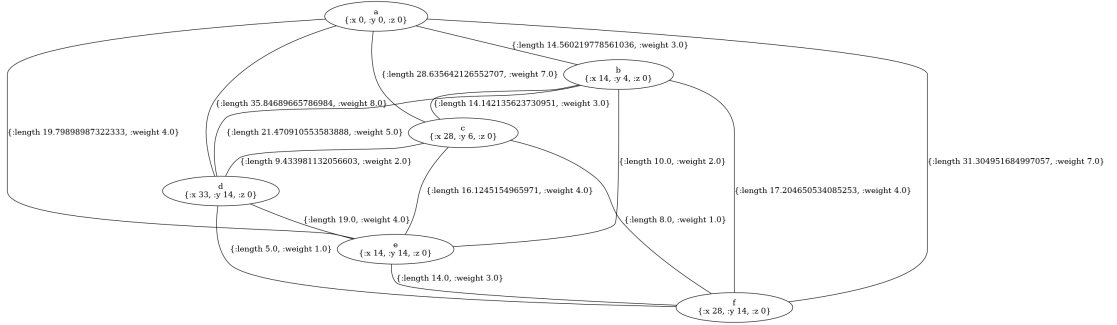 a
{:x 0, :y 0, :z 0}
{:length 14.560219778561036, :weight 3.0}
b
{:x 14, :y 4, :z 0}
{:length 28.635642126552707, :weight 7.0}
{:length 35.84689665786984, :weight 8.0}
{:length 14.142135623730951, :weight 3.0}
c
{:x 28, :y 6, :z 0}
{:length 19.79898987322333, :weight 4.0}
{:length 21.470910553583888, :weight 5.0}
{:length 9.433981132056603, :weight 2.0}
{:length 10.0, :weight 2.0}
{:length 31.304951684997057, :weight 7.0}
d
{:x 33, :y 14, :z 0}
{:length 16.1245154965971, :weight 4.0}
{:length 17.204650534085253, :weight 4.0}
{:length 19.0, :weight 4.0}
{:length 8.0, :weight 1.0}
e
{:x 14, :y 14, :z 0}
{:length 5.0, :weight 1.0}
{:length 14.0, :weight 3.0}
f
{:x 28, :y 14, :z 0}